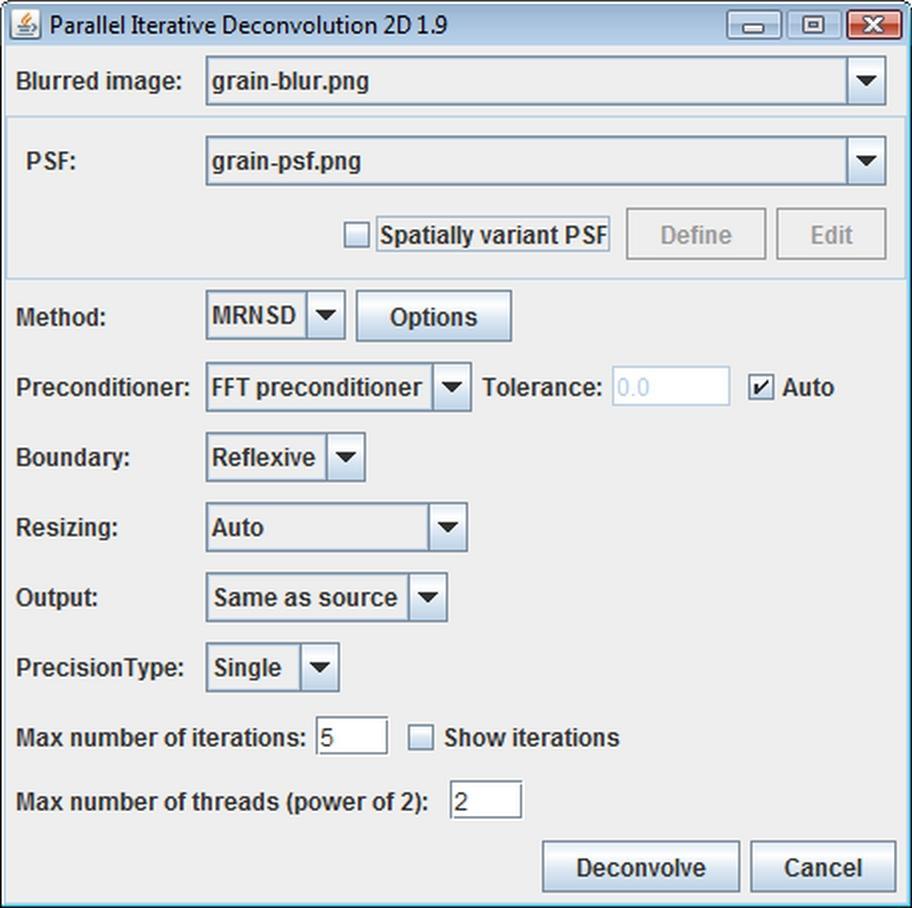 Parallel Iterative Deconvolution 2D 1.9
Blurred image: grain-blur.png
PSF: grain-psf.png
Spatially variant PSF Define Edit
Method: MRNSD Options
Preconditioner: FFT preconditioner Tolerance: 0.0 Auto
Boundary: Reflexive
Resizing: Auto
Output: Same as source
PrecisionType: Single
Max number of iterations: 5 Show iterations
Max number of threads (power of 2): 2
Deconvolve Cancel